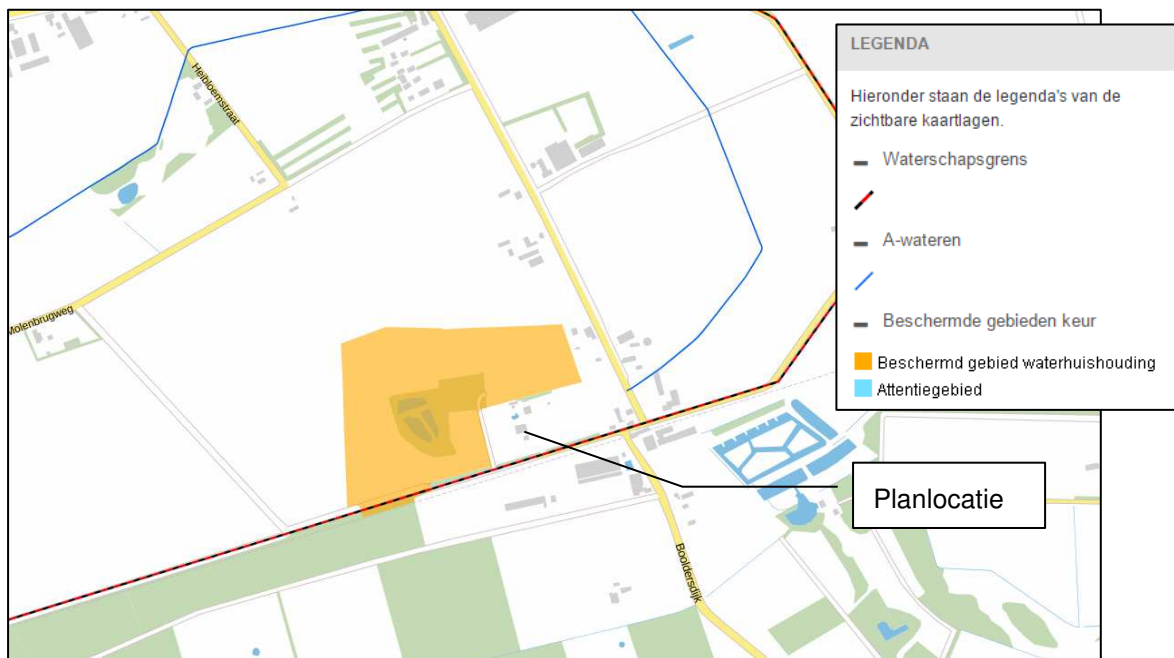 Heibloemstraat
Molenbrugweg
Booldersdijk
LEGENDA
Hieronder staan de legenda's van de
zichtbare kaartlagen.
Waterschapsgrens
A-wateren
Beschermde gebieden keur
Beschermd gebied waterhuishouding
Attentiegebied
Planlocatie